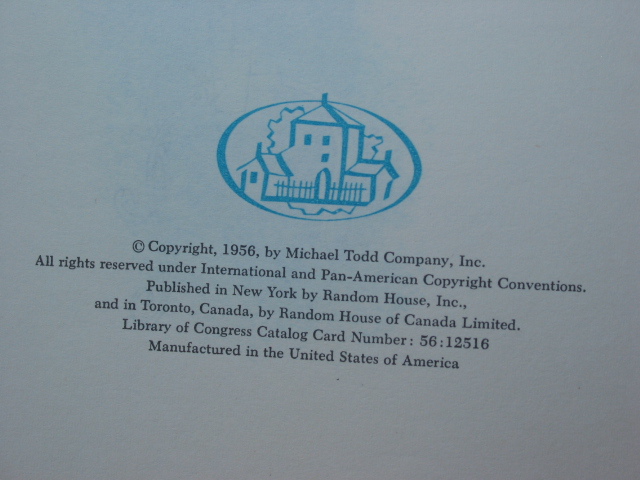 © Copyright, 1956, by Michael Todd Company, Inc.
All rights reserved under International and Pan-American Copyright Conventions.
Published in New York by Random House, Inc.,
and in Toronto, Canada, by Random House of Canada Limited.
Library of Congress Catalog Card Number: 56:12516
Manufactured in the United States of America